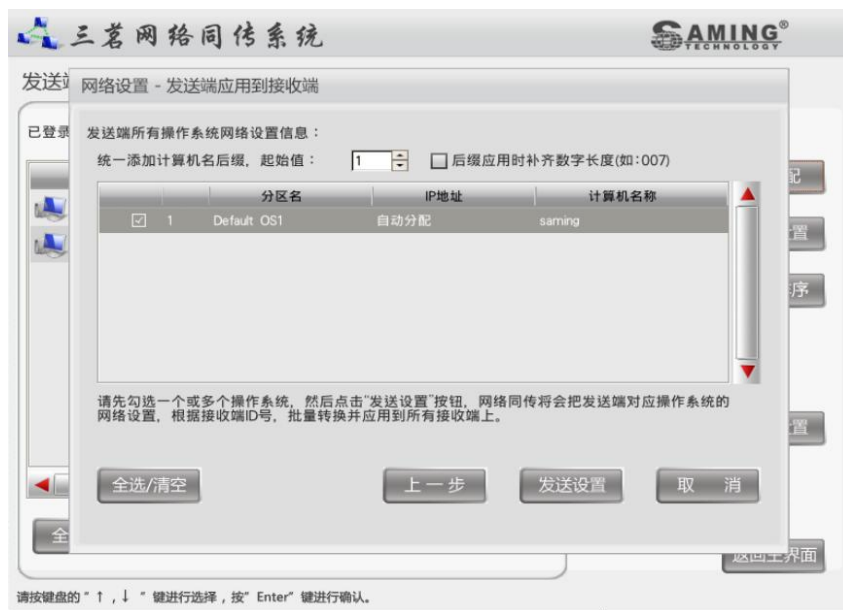 三茗网络同传系统
SAMING®
TECHNOLOGY
发送
网络设置 - 发送端应用到接收端
已登录
发送端所有操作系统网络设置信息：
统一添加计算机名后缀，起始值： 1 后缀应用时补齐数字长度(如：007)
分区名 IP地址 计算机名称
1 Default OS1 自动分配 saming
配
置
序
请先勾选一个或多个操作系统，然后点击"发送设置"按钮，网络同传将会把发送端对应操作系统的
网络设置，根据接收端ID号，批量转换并应用到所有接收端上。
置
全选/清空 上一步 发送设置 取 消
全
返回主界面
请按键盘的"↑,↓ "键进行选择，按"Enter"键进行确认。